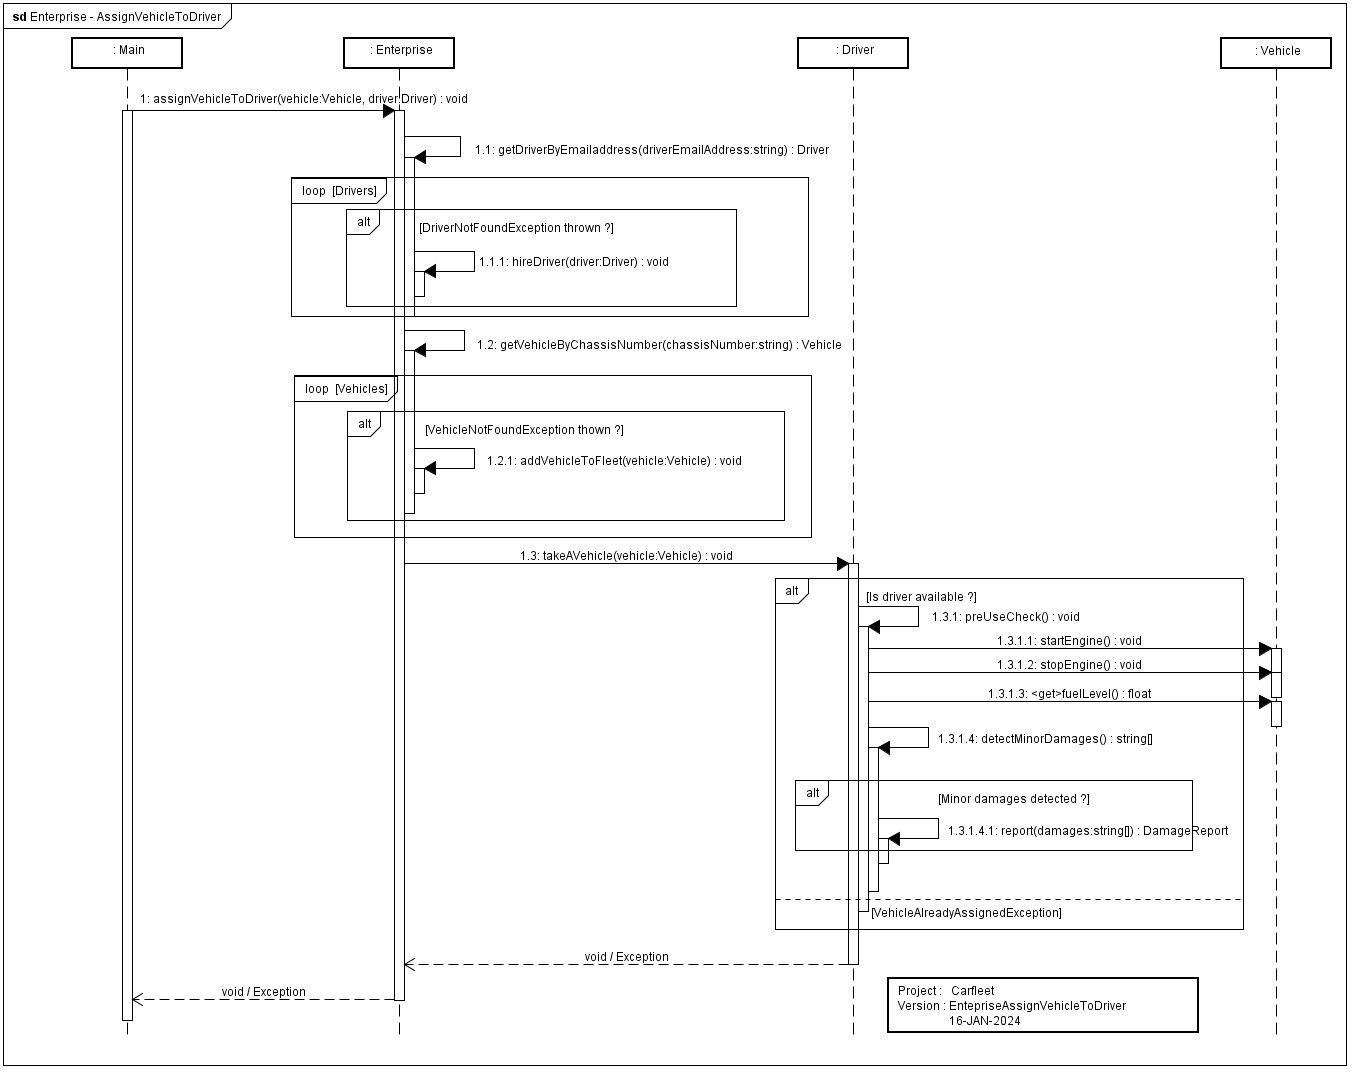 sd Enterprise - AssignVehicleToDriver
: Main
: Enterprise
: Driver
: Vehicle
1: assignVehicleToDriver(vehicle:Vehicle, driver:Driver) : void
1.1: getDriverByEmailaddress(driverEmailAddress:string) : Driver
loop [Drivers]
alt
[DriverNotFoundException thrown ?]
1.1.1: hireDriver(driver:Driver) : void
1.2: getVehicleByChassisNumber(chassisNumber:string) : Vehicle
loop [Vehicles]
alt
[VehicleNotFoundException thown ?]
1.2.1: addVehicleToFleet(vehicle:Vehicle) : void
1.3: takeAVehicle(vehicle:Vehicle) : void
alt
[Is driver available ?]
1.3.1: preUseCheck() : void
1.3.1.1: startEngine() : void
1.3.1.2: stopEngine() : void
1.3.1.3: <get>fuelLevel() : float
1.3.1.4: detectMinorDamages() : string[]
alt
[Minor damages detected ?]
1.3.1.4.1: report(damages:string[]) : DamageReport
[VehicleAlreadyAssignedException]
void / Exception
void / Exception
Project : Carfleet
Version : EntepriseAssignVehicleToDriver
16-JAN-2024